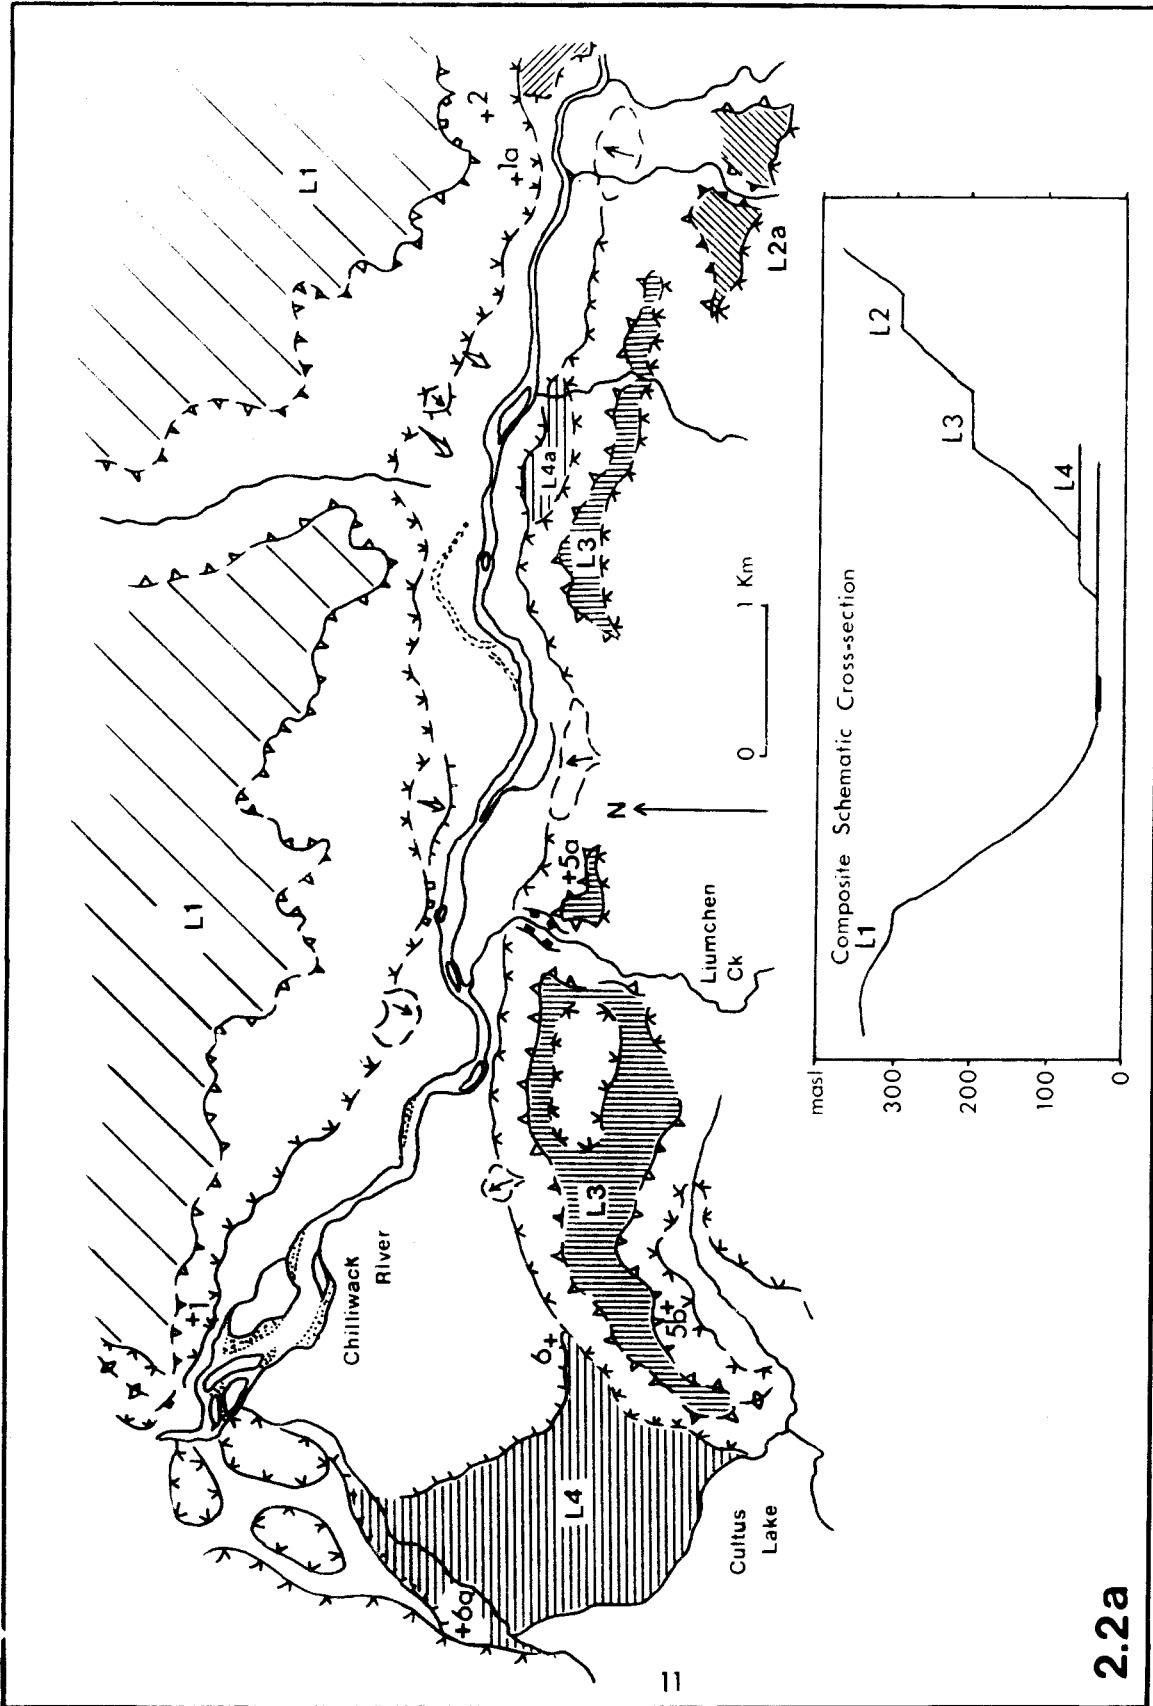 L1
+2
+1a
L1
L2a
L4a
L3
+1
+5a
Liumchen
Ck
N
0 1 Km
Chilliwack
River
L3
6+
5b+
L4
+6a
Cultus
Lake
Composite Schematic Cross-section
masl
300
200
100
0
L1
L2
L3
L4
2.2a
11